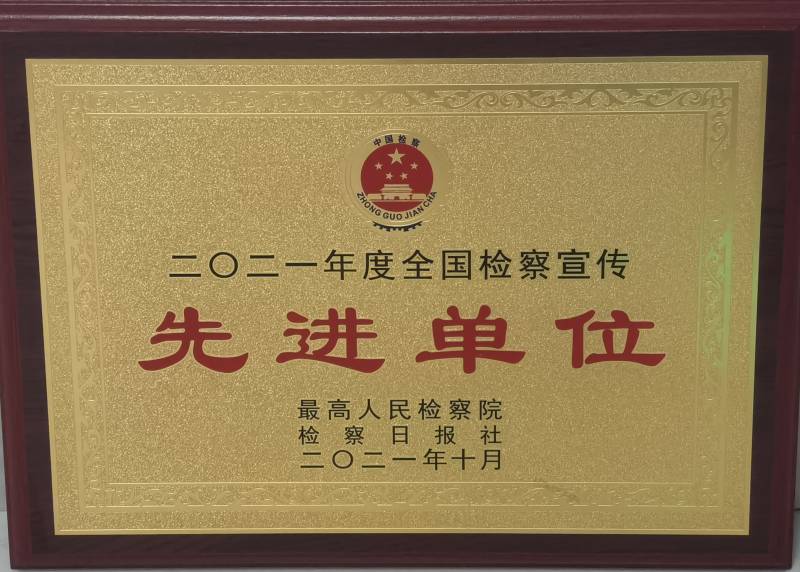 中国检察
ZHONG GUO JIAN CHA
二〇二一年度全国检察宣传
先进单位
最高人民检察院
检察日报社
二〇二一年十月